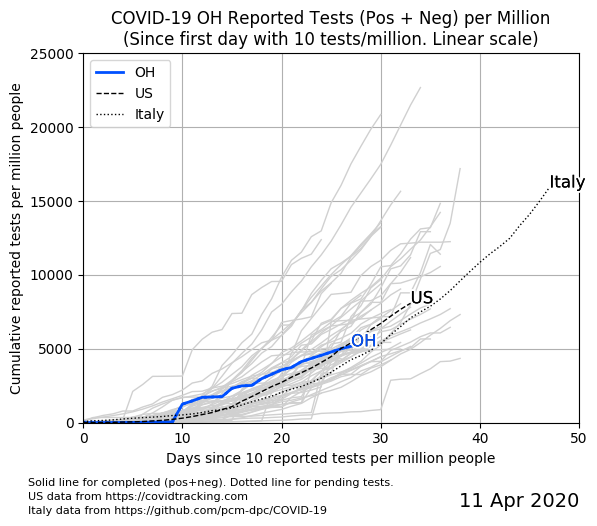 COVID-19 OH Reported Tests (Pos + Neg) per Million
(Since first day with 10 tests/million. Linear scale)
Cumulative reported tests per million people
25000
20000
15000
10000
5000
0
OH
US
Italy
Italy
US
OH
0 10 20 30 40 50
Days since 10 reported tests per million people
Solid line for completed (pos+neg). Dotted line for pending tests.
US data from https://covidtracking.com
Italy data from https://github.com/pcm-dpc/COVID-19
11 Apr 2020